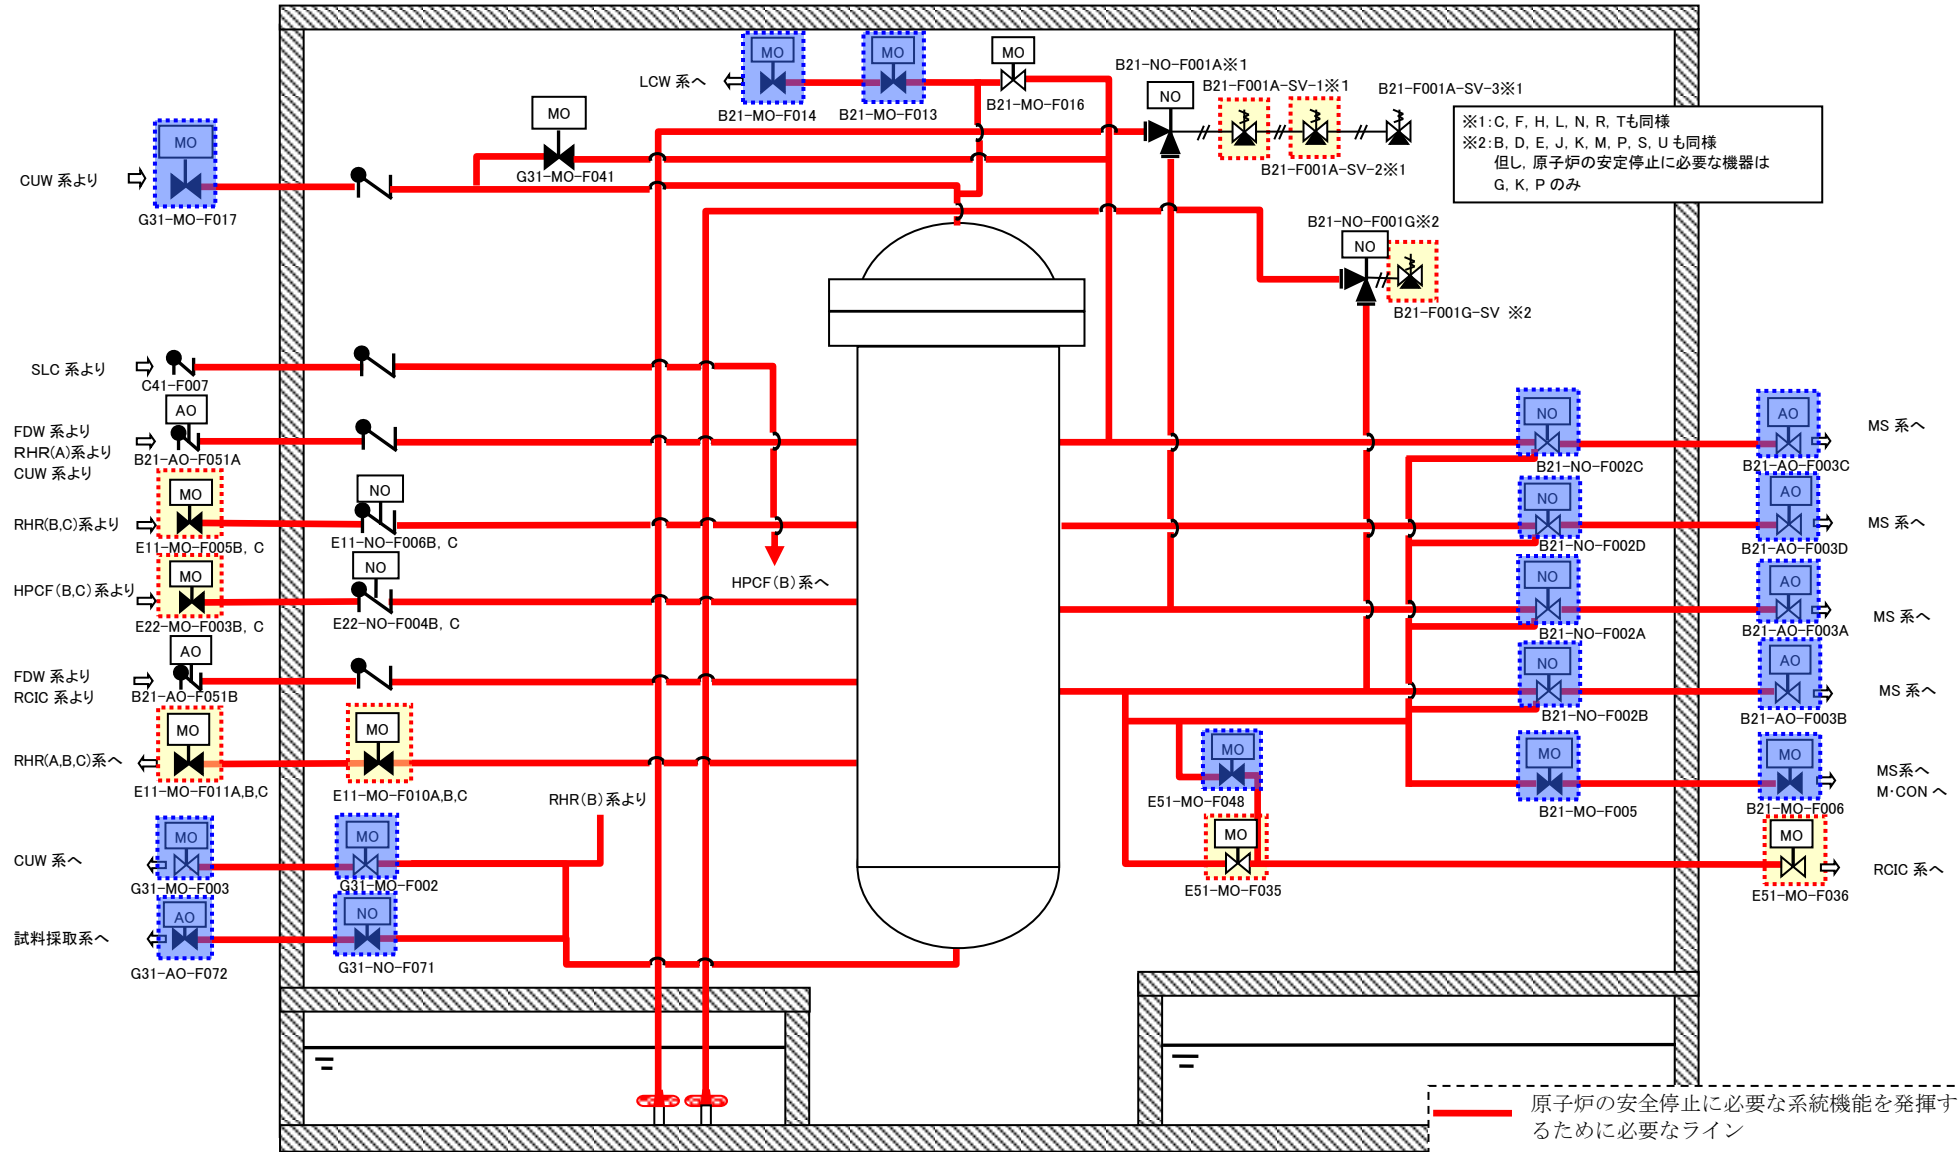 MO
MO
MO
LCW 系へ
B21-MO-F014
B21-MO-F013
B21-MO-F016
B21-NO-F001A※1
NO
B21-F001A-SV-1※1
B21-F001A-SV-3※1
B21-F001A-SV-2※1
※1:C, F, H, L, N, R, Tも同様
※2:B, D, E, J, K, M, P, S, U も同様
但し、原子炉の安定停止に必要な機器は
G, K, P のみ
MO
G31-MO-F041
MO
CUW 系より
G31-MO-F017
B21-NO-F001G※2
NO
B21-F001G-SV ※2
SLC 系より
C41-F007
AO
FDW 系より
RHR(A)系より
CUW 系より
B21-AO-F051A
MO
RHR(B,C)系より
E11-MO-F005B, C
NO
E11-NO-F006B, C
MO
HPCF(B,C)系より
E22-MO-F003B, C
NO
E22-NO-F004B, C
HPCF(B)系へ
AO
FDW 系より
RCIC 系より
B21-AO-F051B
MO
RHR(A,B,C)系へ
E11-MO-F011A,B,C
MO
E11-MO-F010A,B,C
RHR(B)系より
MO
CUW 系へ
G31-MO-F003
MO
G31-MO-F002
AO
試料採取系へ
G31-AO-F072
NO
G31-NO-F071
NO
B21-NO-F002C
AO
B21-AO-F003C
MS 系へ
NO
B21-NO-F002D
AO
B21-AO-F003D
MS 系へ
NO
B21-NO-F002A
AO
B21-AO-F003A
MS 系へ
NO
B21-NO-F002B
AO
B21-AO-F003B
MS 系へ
MO
E51-MO-F048
MO
B21-MO-F005
MO
B21-MO-F006
MS系へ
M・CON へ
MO
E51-MO-F035
MO
E51-MO-F036
RCIC 系へ
原子炉の安全停止に必要な系統機能を発揮す
るために必要なライン